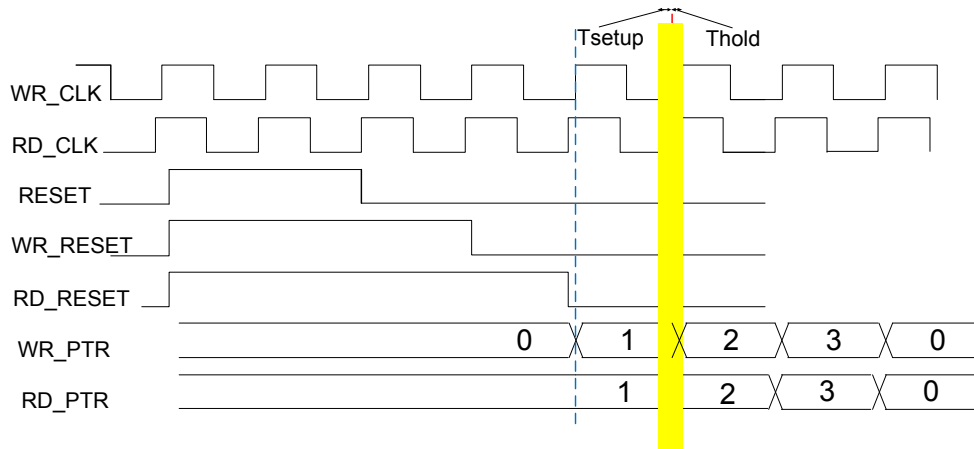 Tsetup Thold
WR_CLK
RD_CLK
RESET
WR_RESET
RD_RESET
WR_PTR 0 1 2 3 0
RD_PTR 1 2 3 0